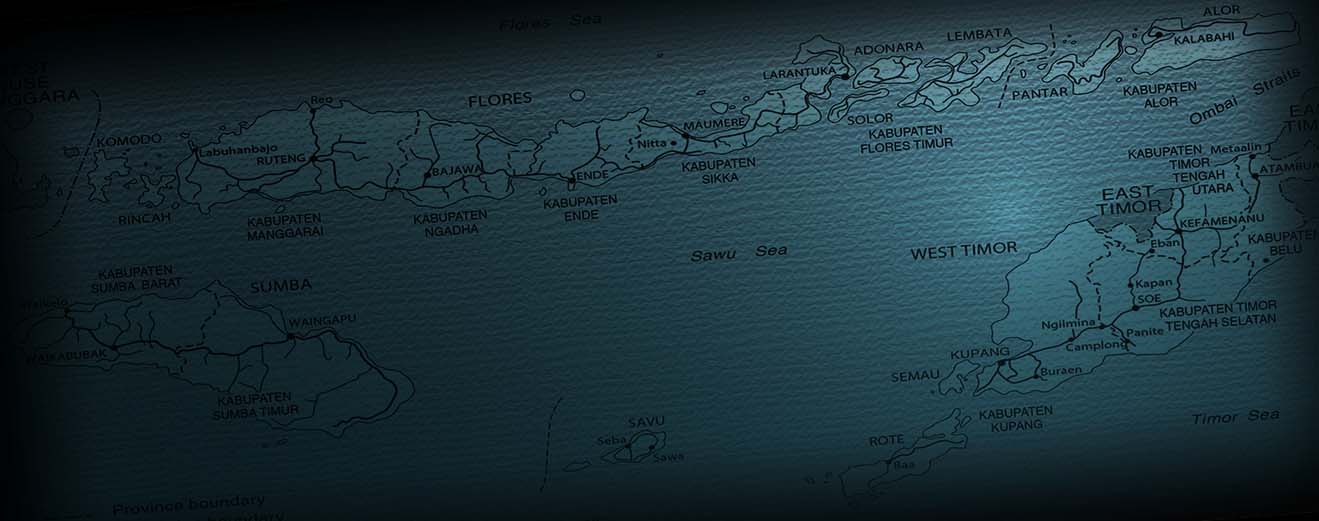 Flores Sea
ALOR
KALABAHI
ADONARA
LEMBATA
LARANTUKA
PANTAR
KABUPATEN
ALOR
Ombai Straits
SOLOR
KABUPATEN
FLORES TIMUR
FLORES
Reo
KOMODO
Labuhanbajo
RUTENG
BAJAWA
ENDE
Nitta
MAUMERE
KABUPATEN
SIKKA
RINCAH
KABUPATEN
MANGGARAI
KABUPATEN
NGADHA
KABUPATEN
ENDE
KABUPATEN
TIMOR
TENGAH
UTARA
Metaalin
ATAMBUA
EAST
TIMOR
KEFAMENANU
Eban
KABUPATEN
BELU
WEST TIMOR
Sawu Sea
Kapan
SOE
KABUPATEN TIMOR
TENGAH SELATAN
Ngilmina
Panite
Camplong
KUPANG
SEMAU
Buraen
KABUPATEN
KUPANG
Timor Sea
KABUPATEN
SUMBA BARAT
SUMBA
Waikelo
WAIKABUBAK
WAINGAPU
KABUPATEN
SUMBA TIMUR
SAVU
Seba
Sawa
ROTE
Baa
Province boundary
boundary